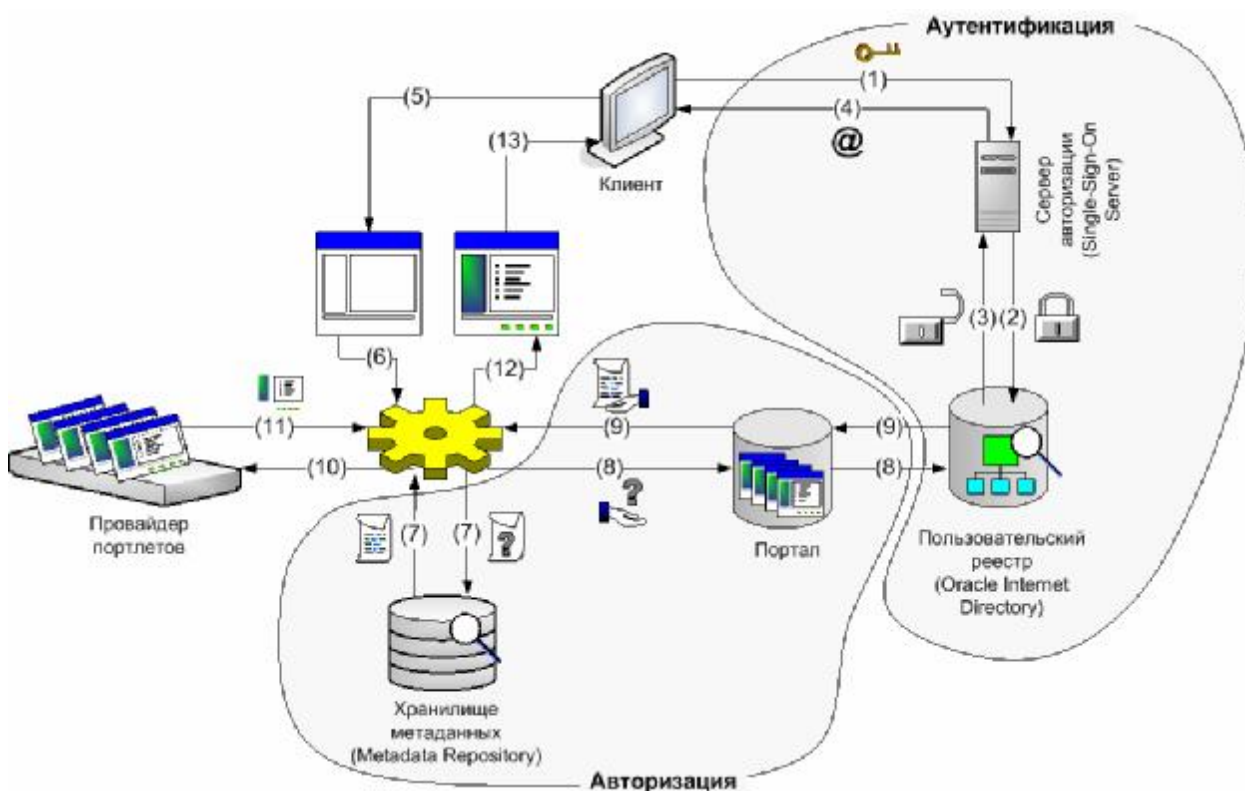 Аутентификация
(1)
(5)
(4)
@
(13)
Клиент
Сервер
авторизации
(Single-Sign-On
Server)
(3)
(2)
(6)
(12)
(11)
(9)
(9)
(10)
(8)
(8)
?
Провайдер
портлетов
(7)
(7)
?
Портал
Пользовательский
реестр
(Oracle Internet
Directory)
Хранилище
метаданных
(Metadata Repository)
Авторизация